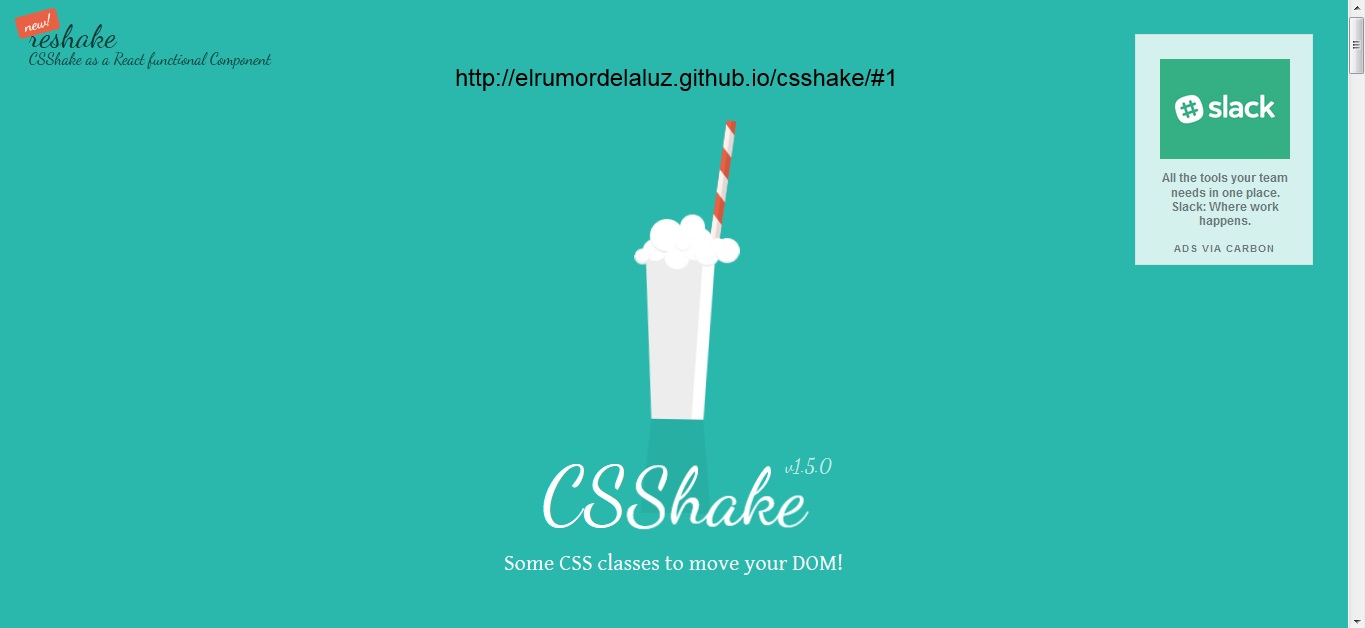 new!
reshake
CSShake as a React functional Component
http://elrumordelaluz.github.io/csshake/#1
slack
All the tools your team
needs in one place.
Slack: Where work
happens.
ADS VIA CARBON
v1.5.0
CSShake
Some CSS classes to move your DOM!